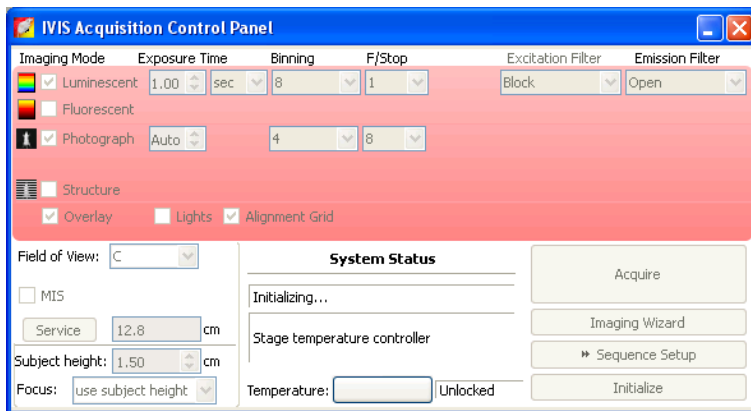 IVIS Acquisition Control Panel
Imaging Mode Exposure Time Binning F/Stop Excitation Filter Emission Filter
Luminescent 1.00 sec 8 1 Block Open
Fluorescent
Photograph Auto 4 8
Structure
Overlay Lights Alignment Grid
Field of View: C
MIS
Service 12.8 cm
Subject height: 1.50 cm
Focus: use subject height
System Status
Initializing...
Stage temperature controller
Temperature: Unlocked
Acquire
Imaging Wizard
Sequence Setup
Initialize